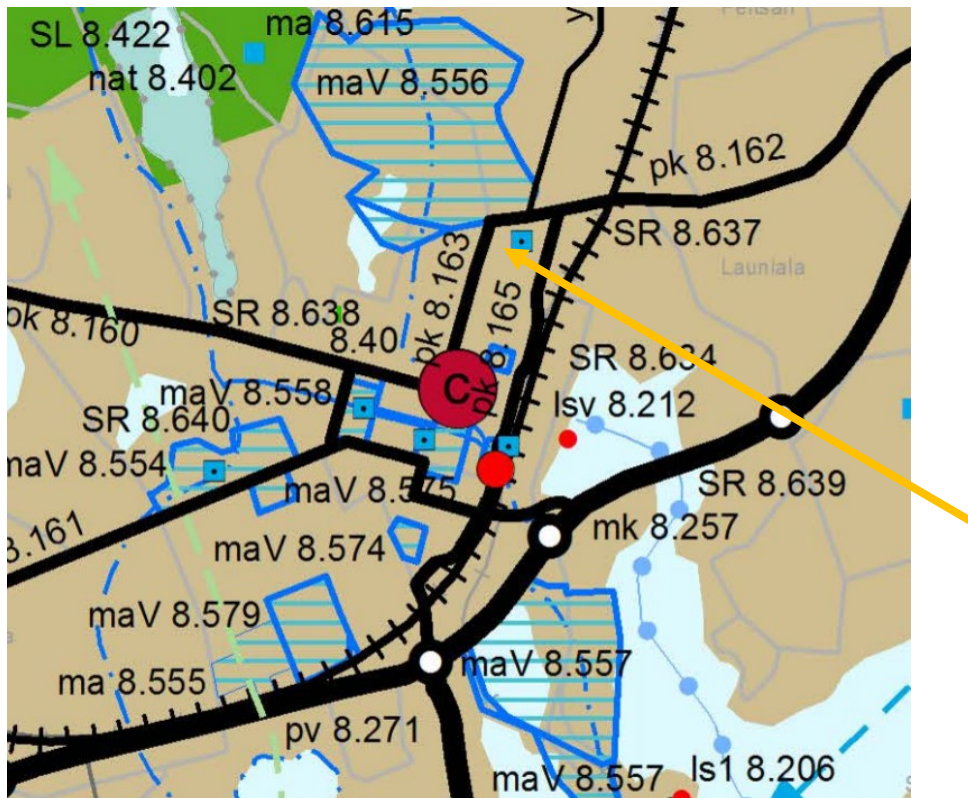 SL 8.422
ma 8.615
nat 8.402
maV 8.556
pk 8.162
SR 8.637
Launiala
pk 8.163
pk 8.165
SR 8.638
pk 8.160
8.40
SR 8.634
C
maV 8.558
lsv 8.212
SR 8.640
maV 8.554
maV 8.575
SR 8.639
mk 8.257
8.161
maV 8.574
maV 8.579
maV 8.557
ma 8.555
pv 8.271
maV 8.557
ls1 8.206